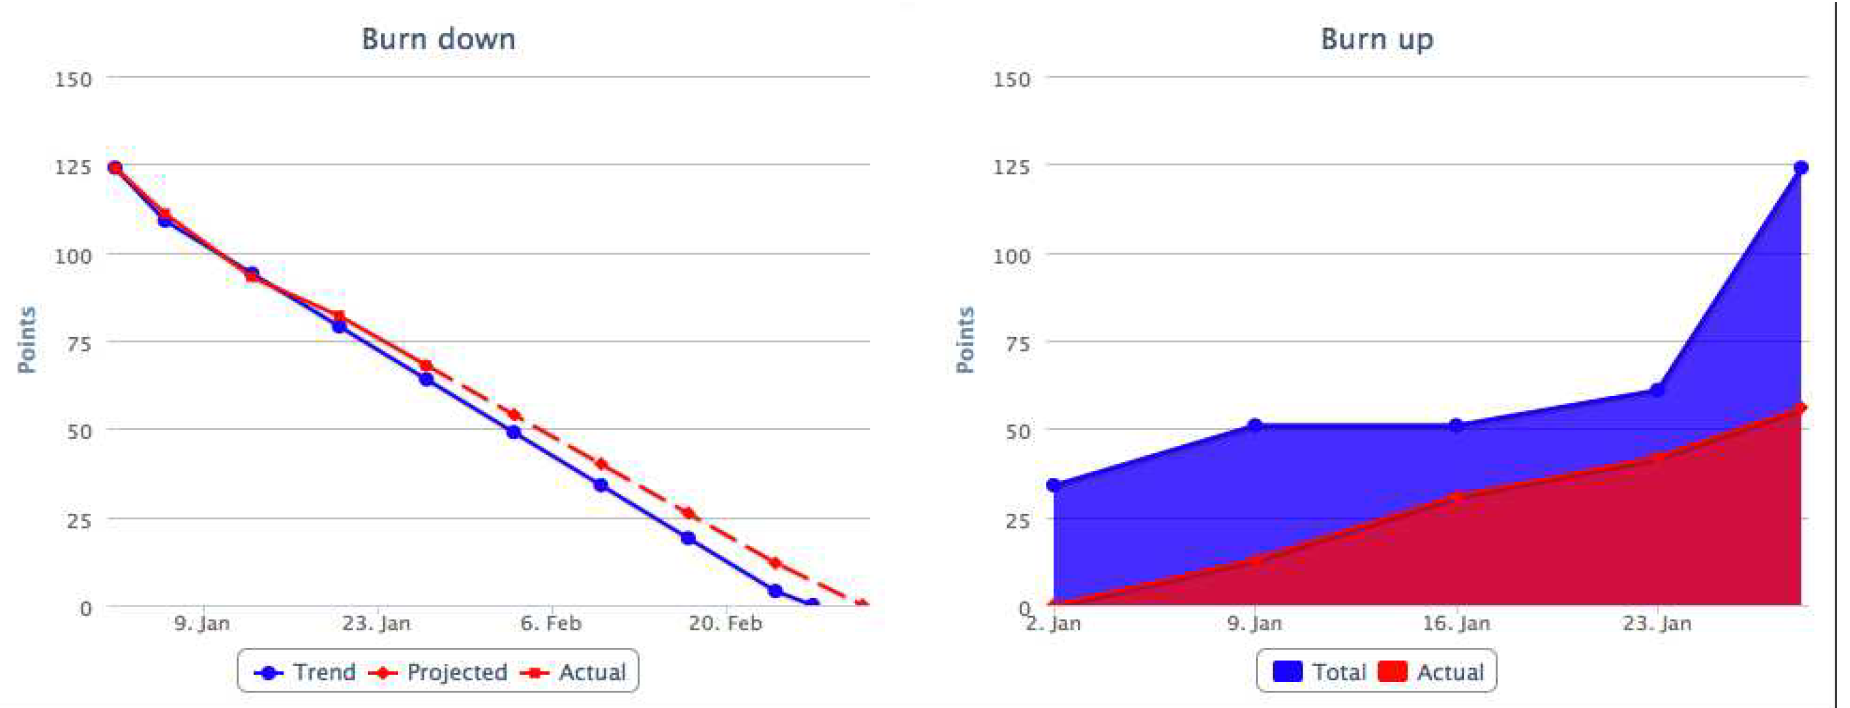 Burn down
150
125
100
75
50
25
0
Points
9. Jan
23. Jan
6. Feb
20. Feb
Trend
Projected
Actual
Burn up
150
125
100
75
50
25
0
Points
2. Jan
9. Jan
16. Jan
23. Jan
Total
Actual